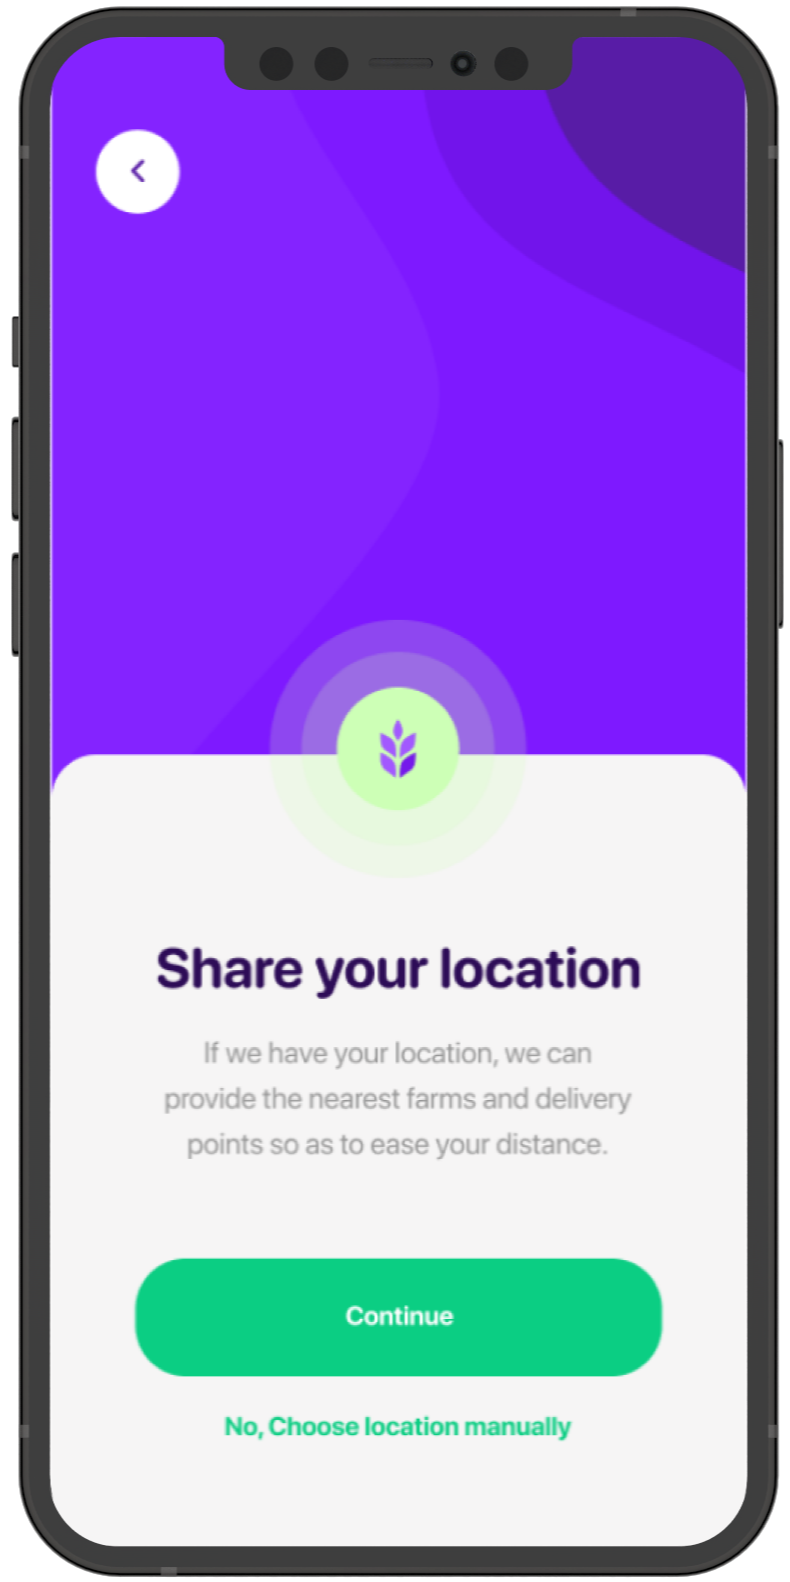 Share your location
If we have your location, we can
provide the nearest farms and delivery
points so as to ease your distance.
Continue
No, Choose location manually